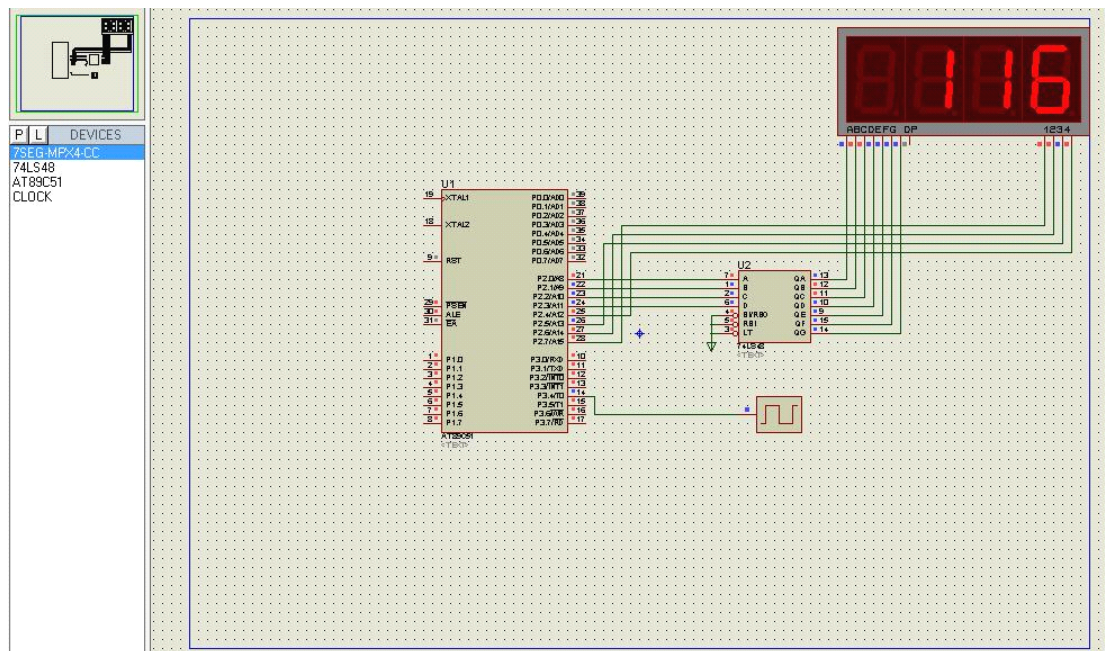 P L DEVICES
7SEG-MPX4-CC
74LS48
AT89C51
CLOCK
116
ABCDEFG DP
1234
U1
19 XTAL1
18 XTAL2
9 RST
29 PSEN
30 ALE
31 EA
1 P1.0
2 P1.1
3 P1.2
4 P1.3
5 P1.4
6 P1.5
7 P1.6
8 P1.7
P0.0/AD0 39
P0.1/AD1 38
P0.2/AD2 37
P0.3/AD3 36
P0.4/AD4 35
P0.5/AD5 34
P0.6/AD6 33
P0.7/AD7 32
P2.0/A8 21
P2.1/A9 22
P2.2/A10 23
P2.3/A11 24
P2.4/A12 25
P2.5/A13 26
P2.6/A14 27
P2.7/A15 28
P3.0/RXD 10
P3.1/TXD 11
P3.2/INT0 12
P3.3/INT1 13
P3.4/T0 14
P3.5/T1 15
P3.6/WR 16
P3.7/RD 17
AT89C51
<TEXT>
U2
7 A QA 13
1 B QB 12
2 C QC 11
6 D QD 10
4 BI/RBO QE 9
5 RBI QF 15
3 LT QG 14
74LS48
<TEXT>